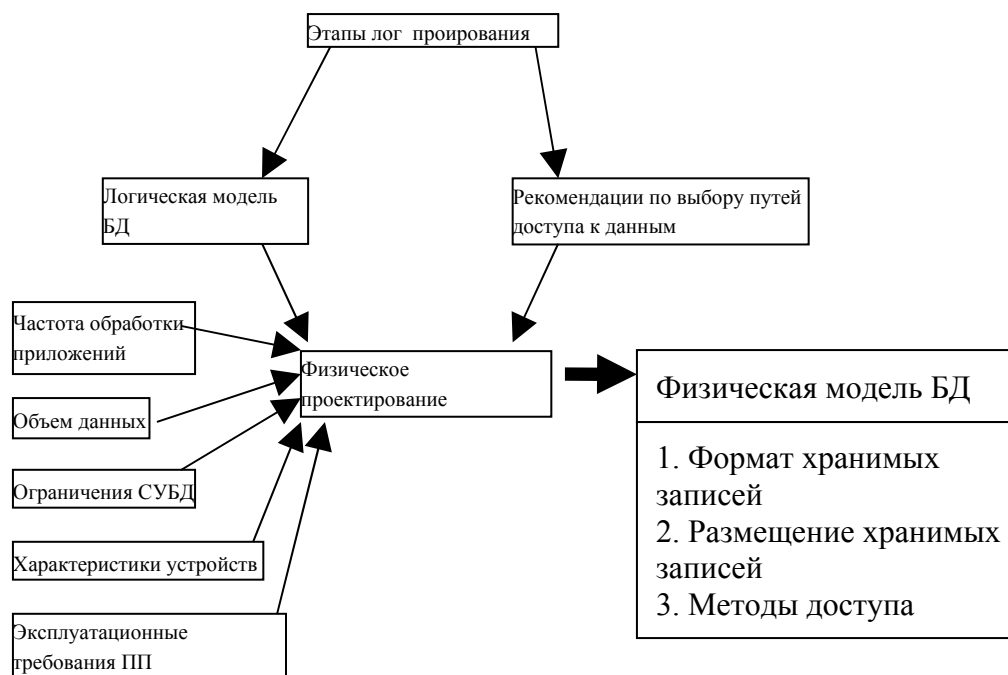 Этапы лог проирования
Логическая модель
БД
Рекомендации по выбору путей
доступа к данным
Частота обработки
приложений
Физическое
проектирование
Объем данных
Ограничения СУБД
Характеристики устройств
Эксплуатационные
требования ПП
Физическая модель БД
1. Формат хранимых
записей
2. Размещение хранимых
записей
3. Методы доступа